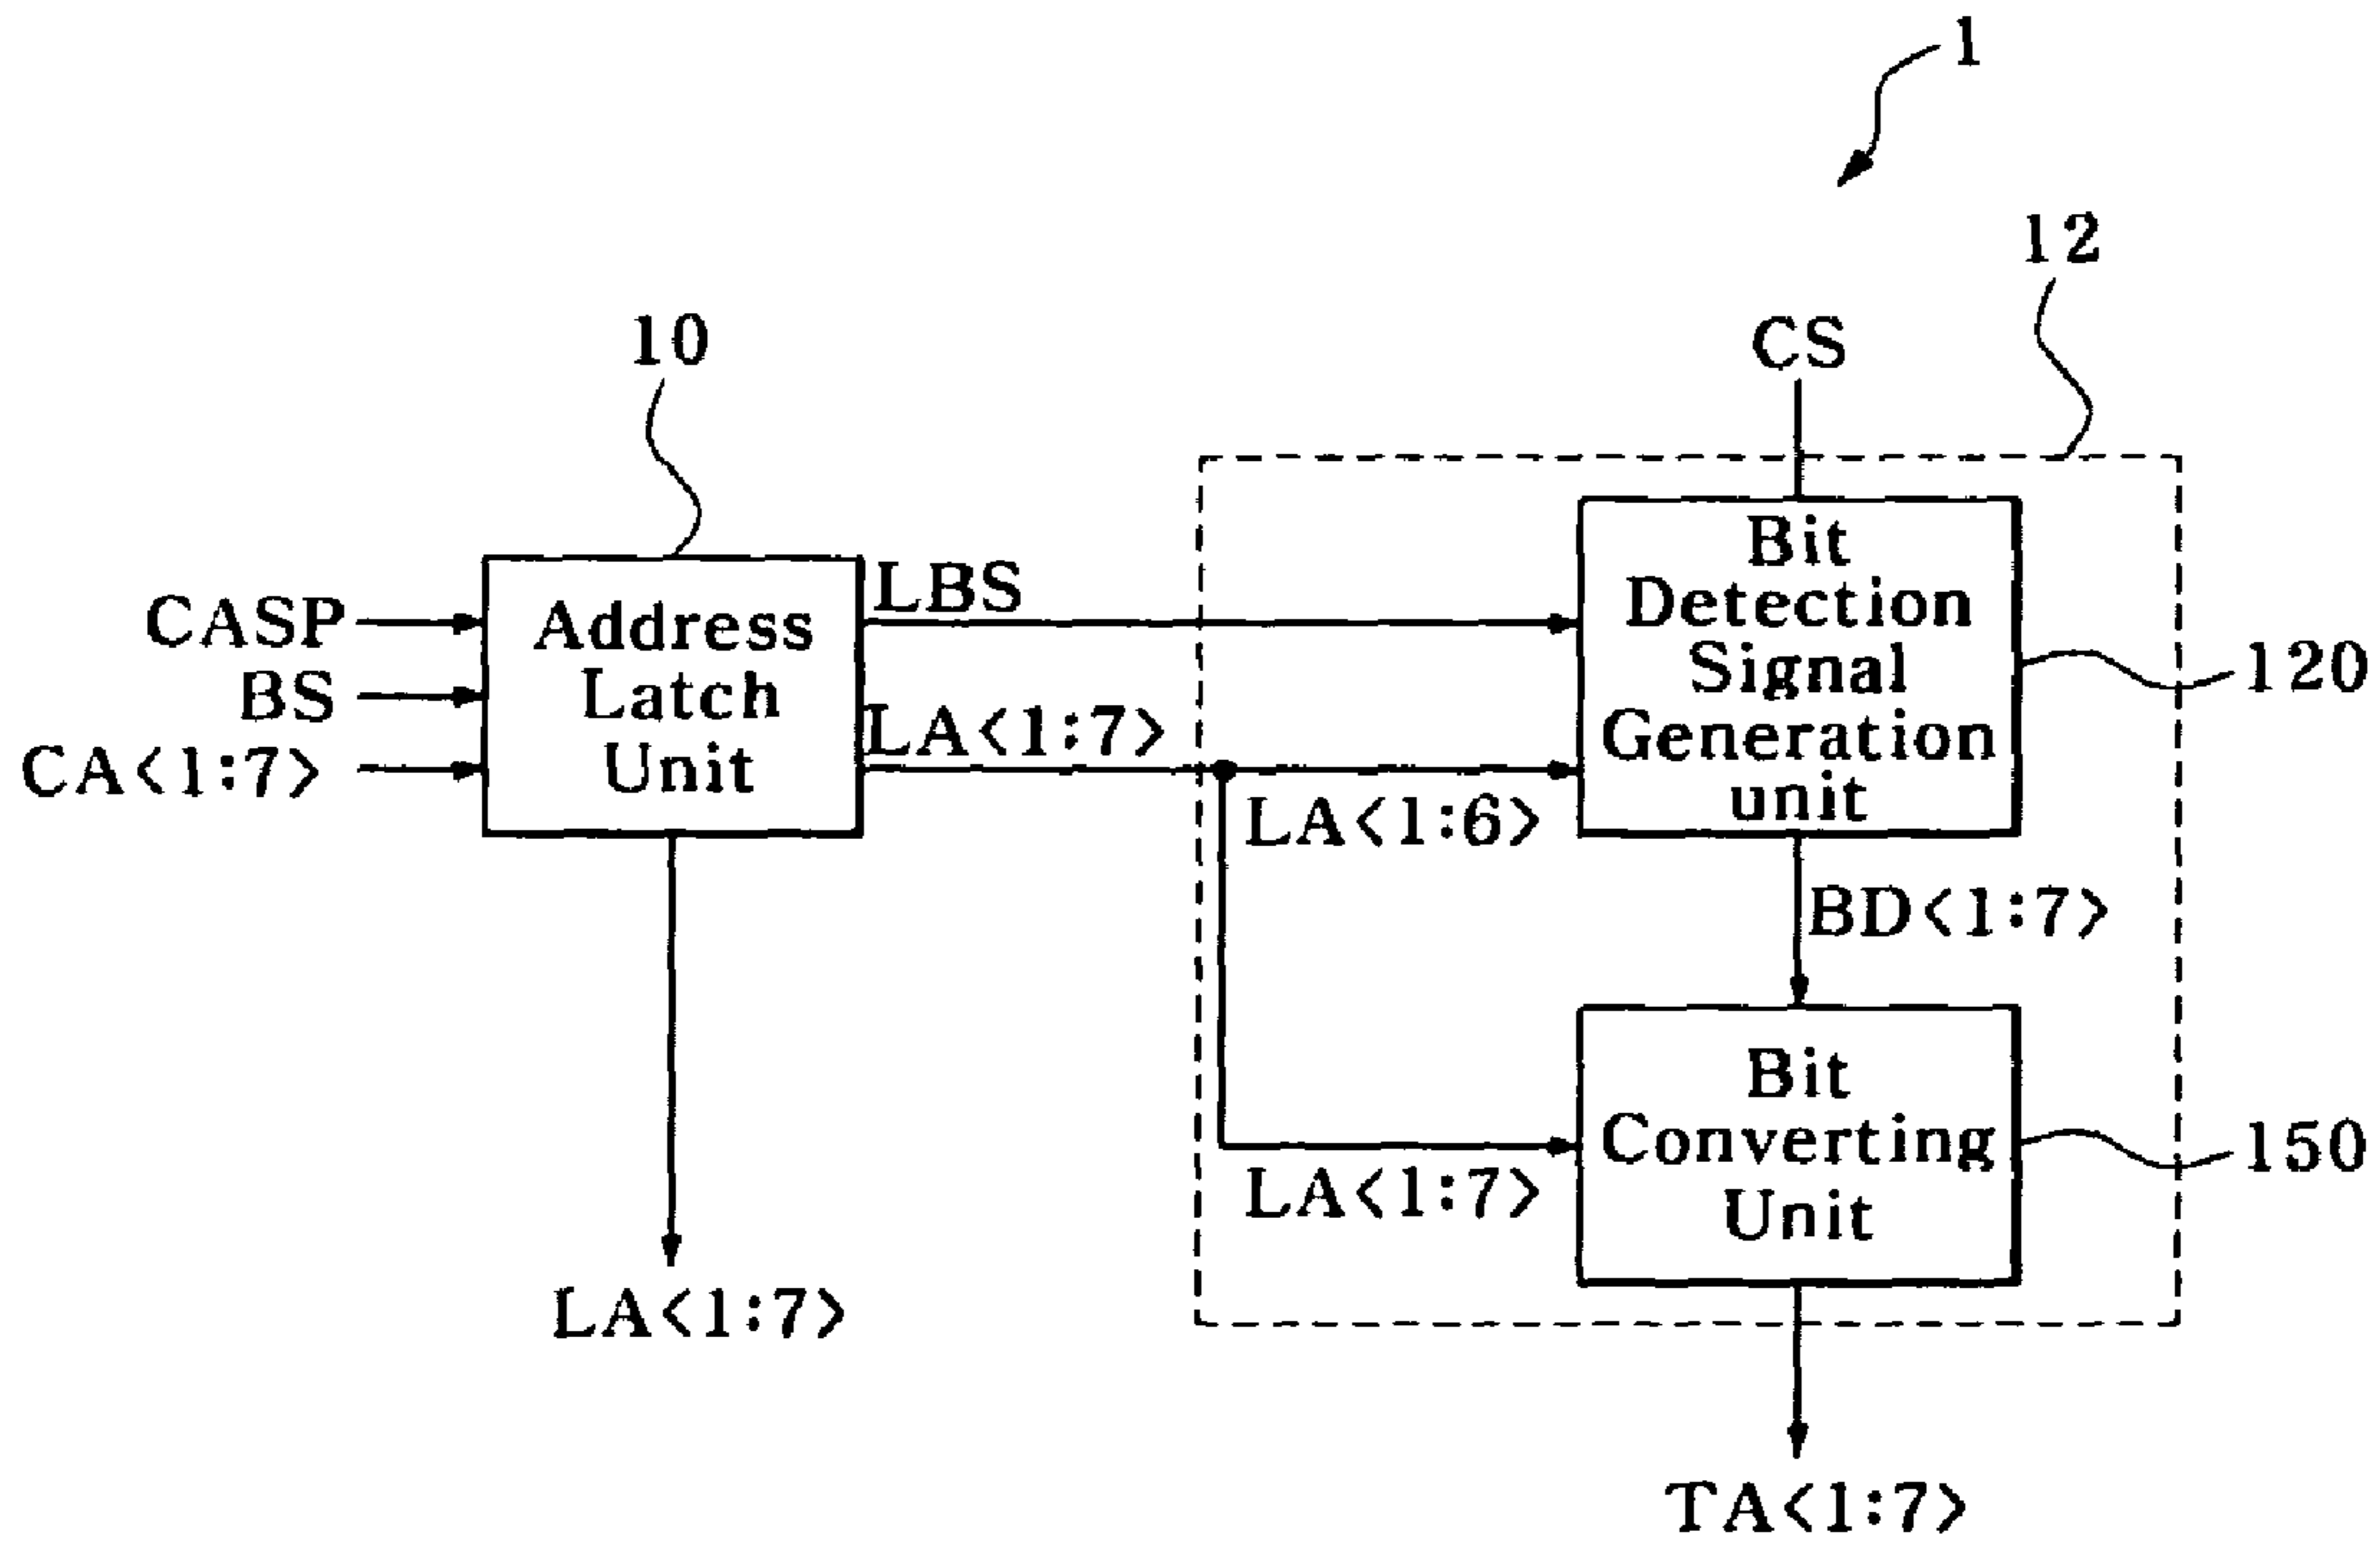 1
12
10
CS
CASP
BS
CA<1:7>
Address
Latch
Unit
LBS
LA<1:7>
LA<1:6>
Bit
Detection
Signal
Generation
unit
120
BD<1:7>
LA<1:7>
Bit
Converting
Unit
150
LA<1:7>
TA<1:7>